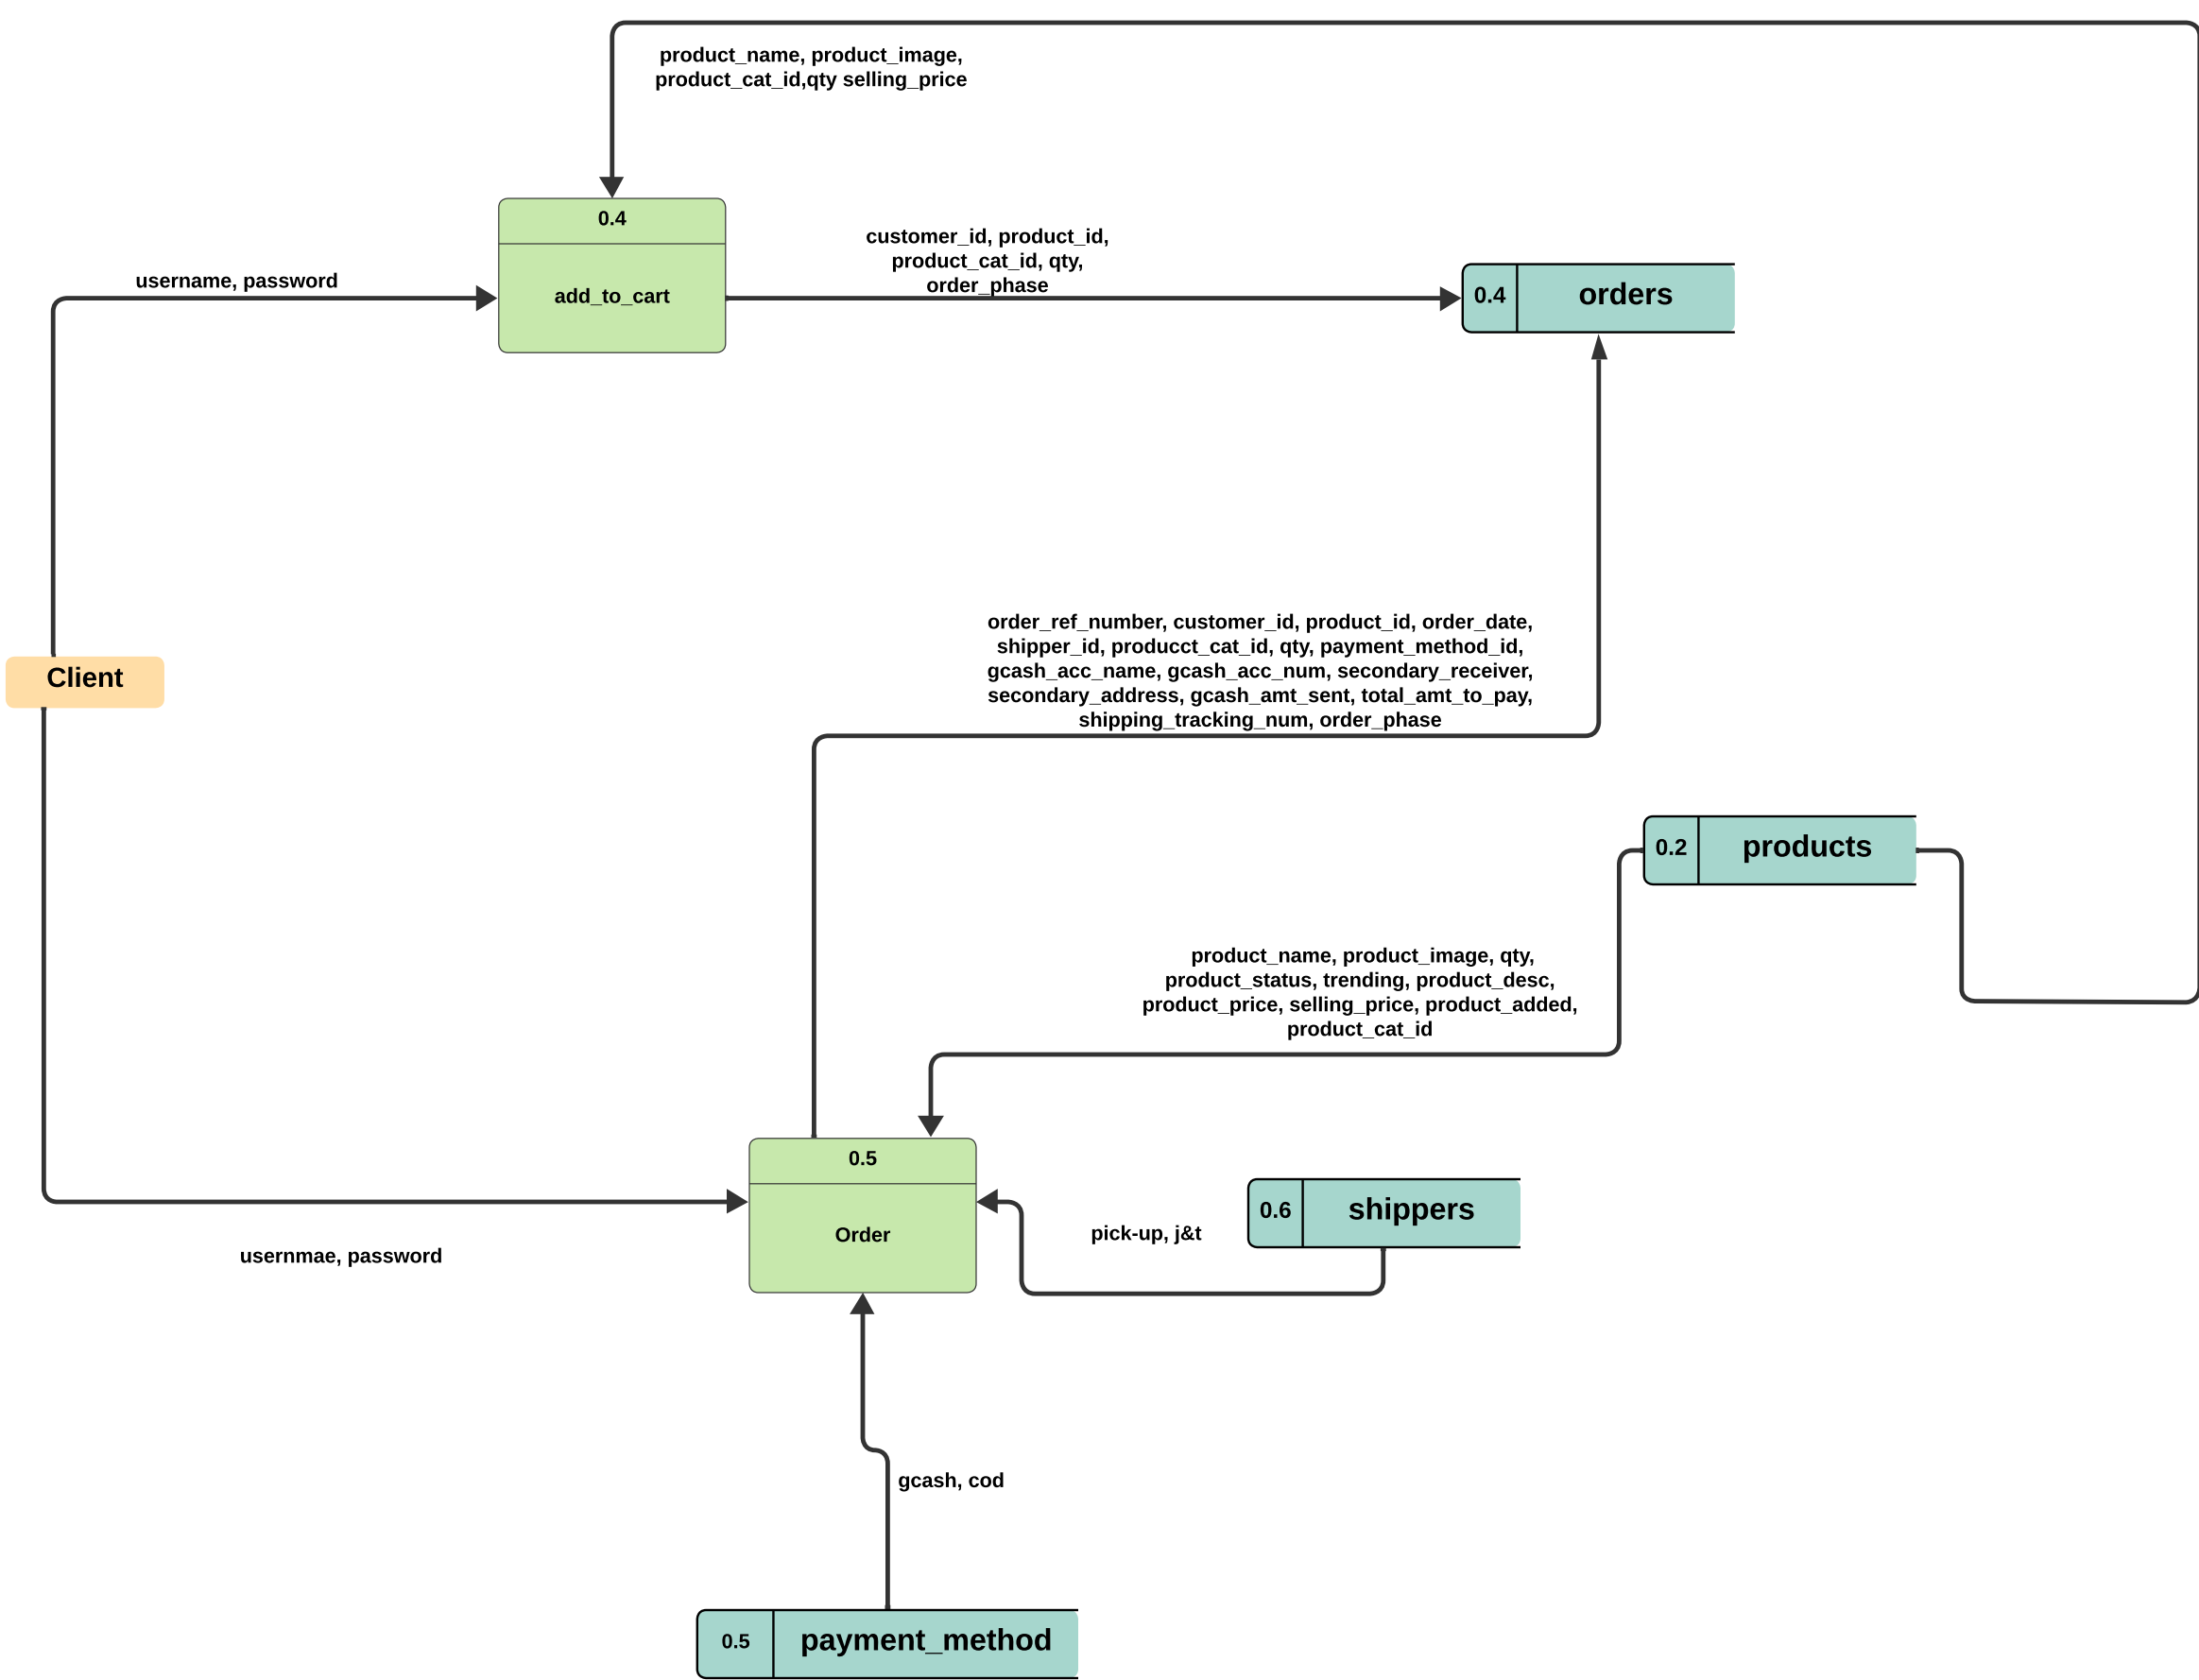 product_name, product_image,
product_cat_id,qty selling_price
0.4
add_to_cart
username, password
customer_id, product_id,
product_cat_id, qty,
order_phase
0.4
orders
Client
order_ref_number, customer_id, product_id, order_date,
shipper_id, producct_cat_id, qty, payment_method_id,
gcash_acc_name, gcash_acc_num, secondary_receiver,
secondary_address, gcash_amt_sent, total_amt_to_pay,
shipping_tracking_num, order_phase
0.2
products
product_name, product_image, qty,
product_status, trending, product_desc,
product_price, selling_price, product_added,
product_cat_id
0.5
Order
usernmae, password
pick-up, j&t
0.6
shippers
gcash, cod
0.5
payment_method